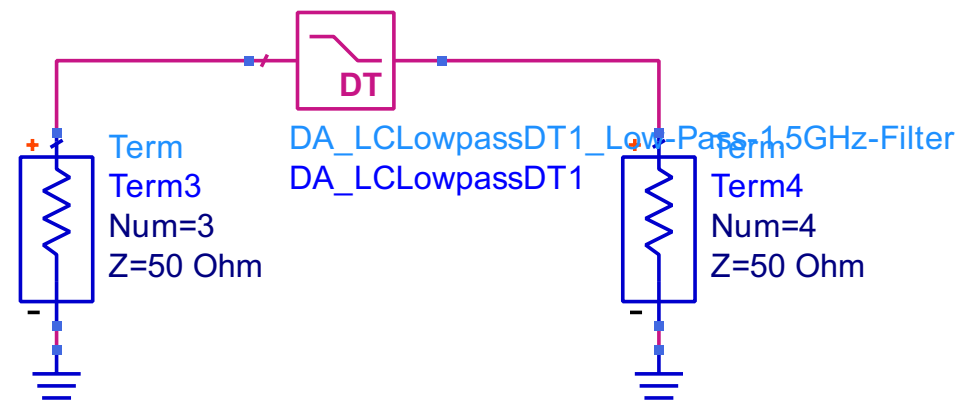 DT
DA_LCLowpassDT1_Low-Pass-1.5GHz-Filter
DA_LCLowpassDT1
+
Term
Term3
Num=3
Z=50 Ohm
-
+
Term
Term4
Num=4
Z=50 Ohm
-